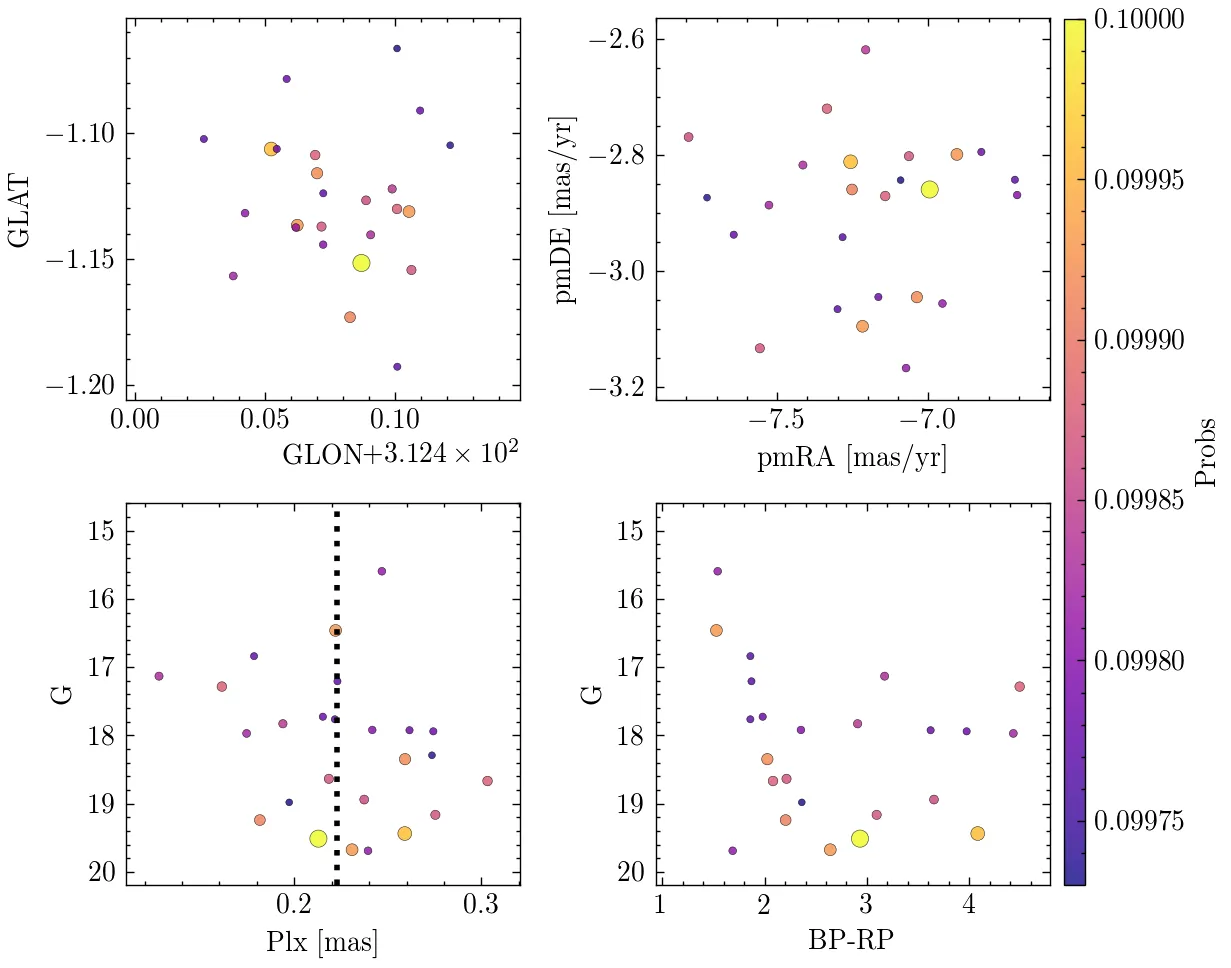 −1.10
−1.15
−1.20
GLAT
0.00 0.05 0.10
GLON+3.124 × 10²
−2.6
−2.8
−3.0
−3.2
pmDE [mas/yr]
−7.5 −7.0
pmRA [mas/yr]
15
16
17
18
19
20
G
0.2 0.3
Plx [mas]
15
16
17
18
19
20
G
1 2 3 4
BP-RP
0.10000
0.09995
0.09990
0.09985
0.09980
0.09975
Probs